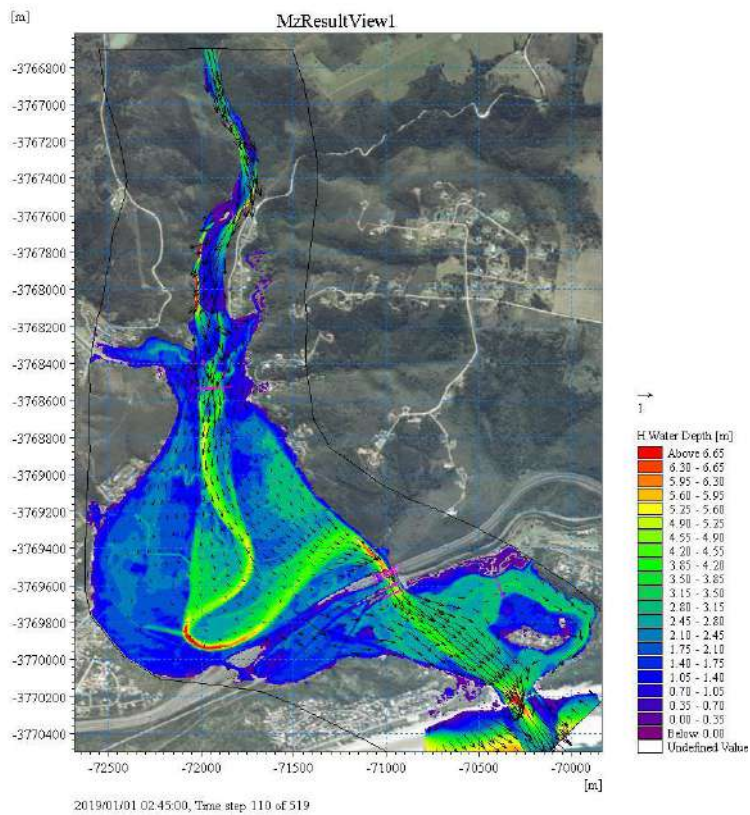 [m]
MzResultView1
-3766800
-3767000
-3767200
-3767400
-3767600
-3767800
-3768000
-3768200
-3768400
-3768600
-3768800
-3769000
-3769200
-3769400
-3769600
-3769800
-3770000
-3770200
-3770400
-72500
-72000
-71500
-71000
-70500
-70000
[m]
1
H Water Depth [m]
Above 6.65
6.30 - 6.65
5.95 - 6.30
5.60 - 5.95
5.25 - 5.60
4.90 - 5.25
4.55 - 4.90
4.20 - 4.55
3.85 - 4.20
3.50 - 3.85
3.15 - 3.50
2.80 - 3.15
2.45 - 2.80
2.10 - 2.45
1.75 - 2.10
1.40 - 1.75
1.05 - 1.40
0.70 - 1.05
0.35 - 0.70
0.00 - 0.35
Below 0.00
Undefined Value
2019/01/01 02:45:00, Time step 110 of 519